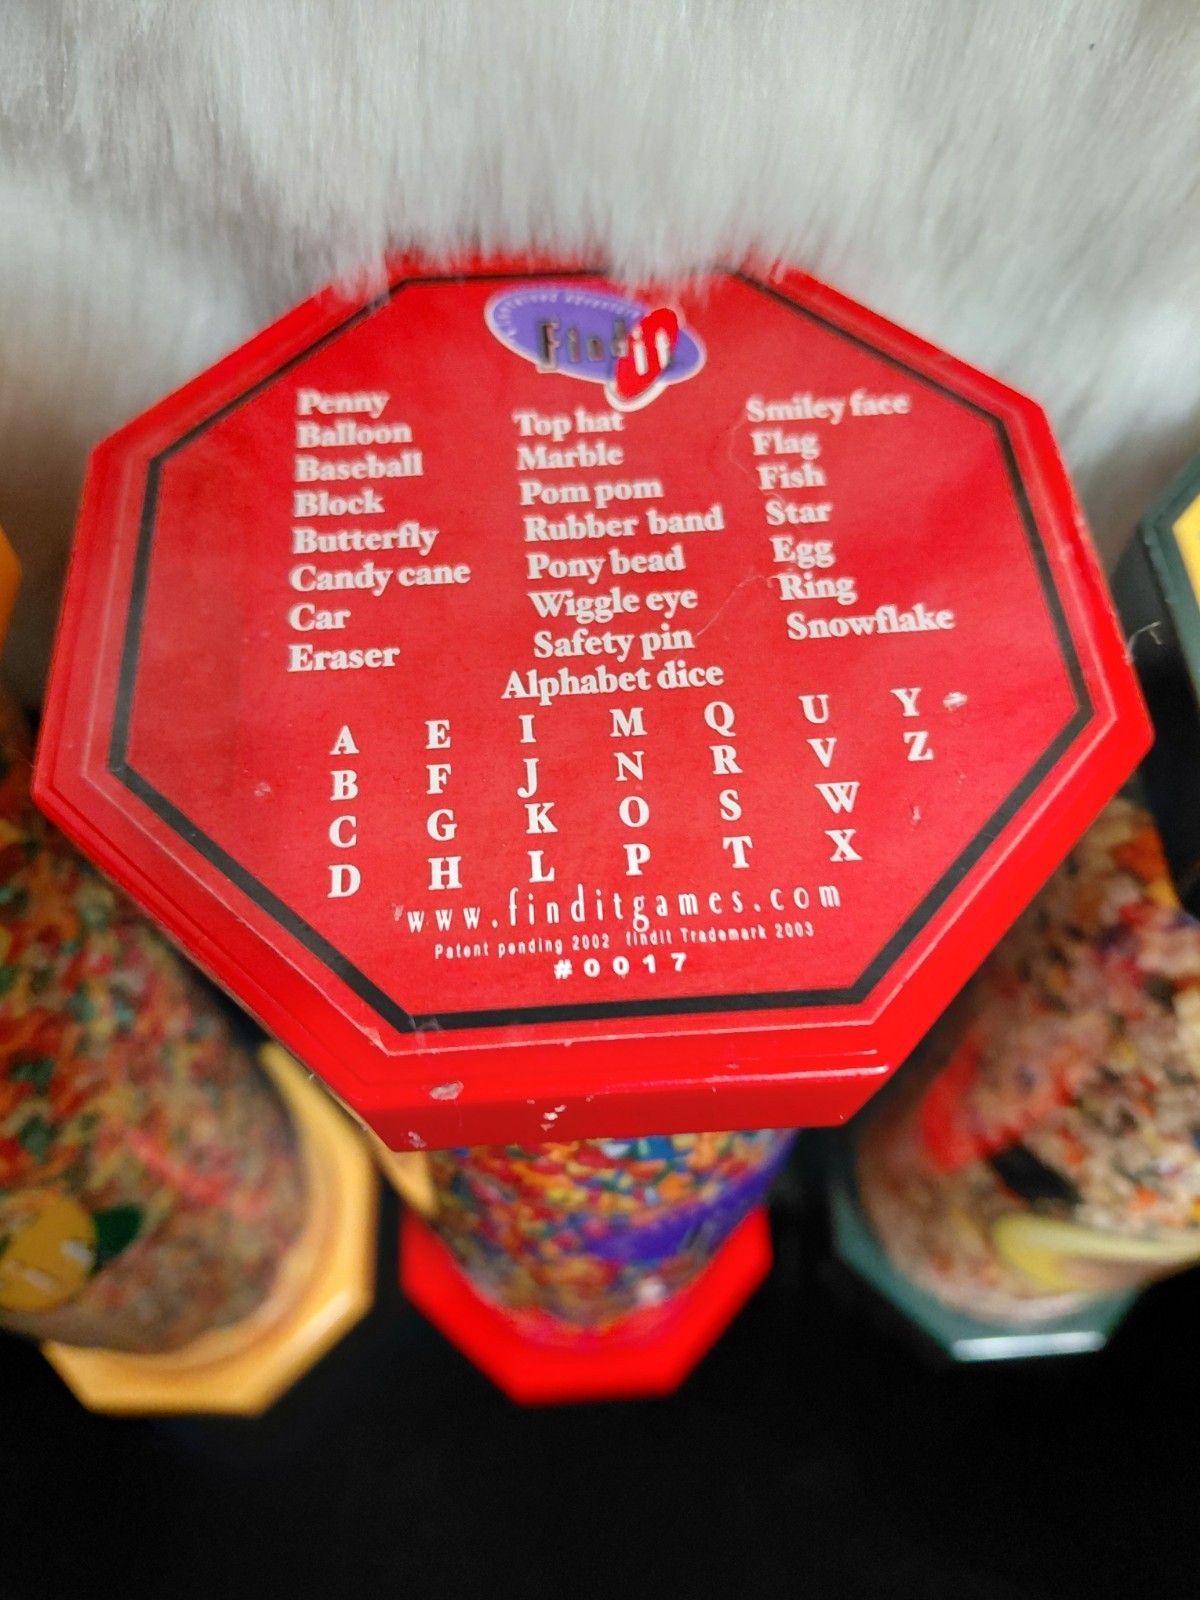 Findit
Penny
Balloon
Baseball
Block
Butterfly
Candy cane
Car
Eraser
Top hat
Marble
Pom pom
Rubber band
Pony bead
Wiggle eye
Safety pin
Smiley face
Flag
Fish
Star
Egg
Ring
Snowflake
Alphabet dice
A E I M Q U Y
B F J N R V Z
C G K O S W
D H L P T X
www.finditgames.com
Patent pending 2002 findit Trademark 2003
#0017